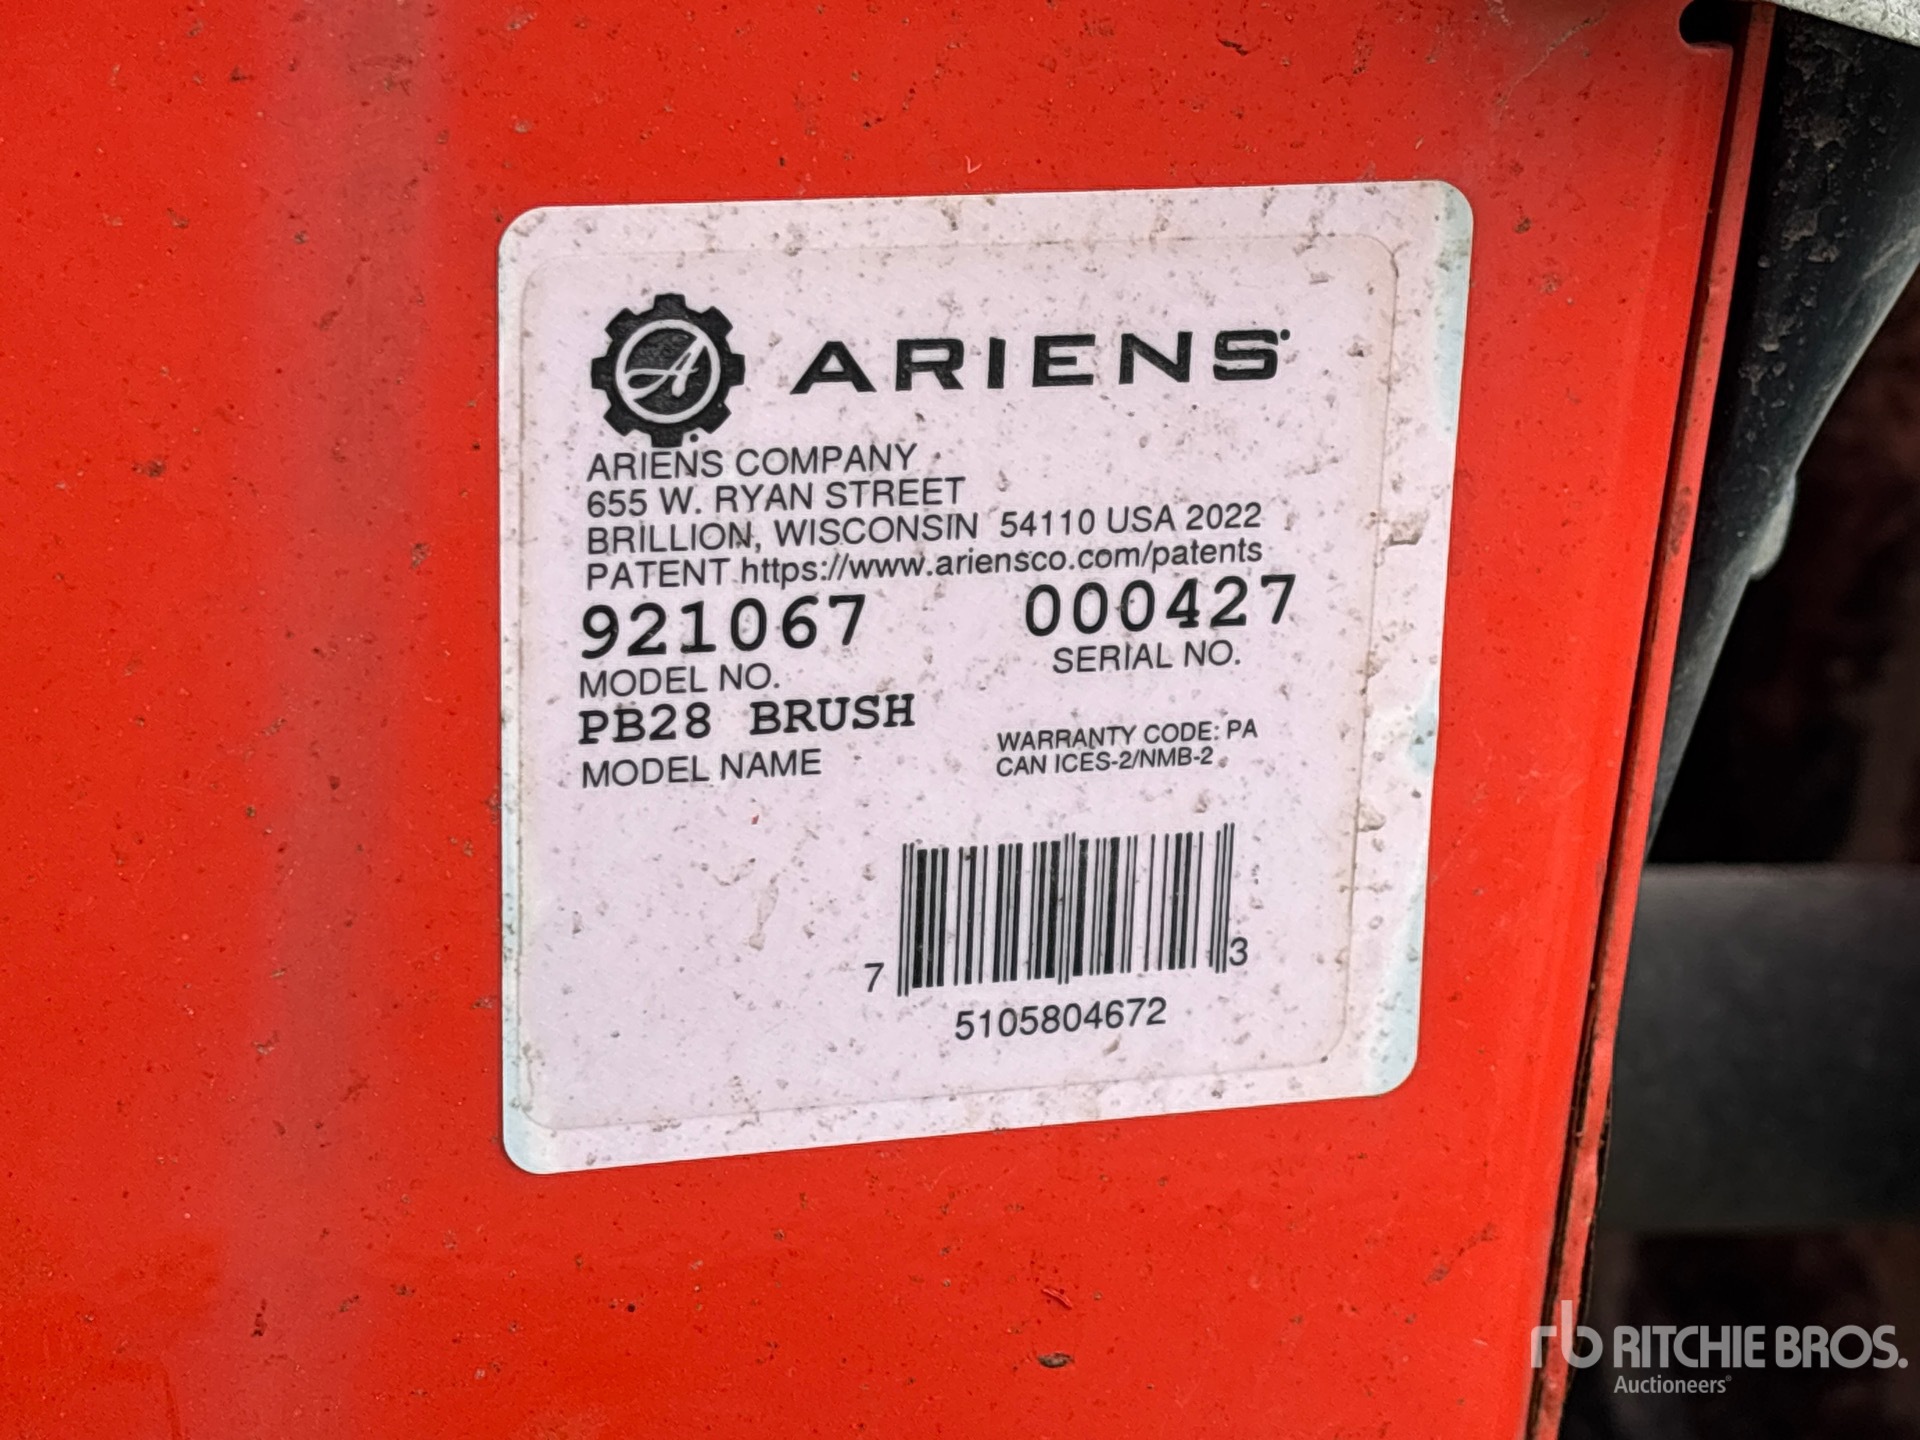 A ARIENS
ARIENS COMPANY
655 W. RYAN STREET
BRILLION, WISCONSIN 54110 USA 2022
PATENT https://www.ariensco.com/patents
921067 000427
MODEL NO. SERIAL NO.
PB28 BRUSH
MODEL NAME
WARRANTY CODE: PA
CAN ICES-2/NMB-2
7 3
5105804672
rb RITCHIE BROS.
Auctioneers®